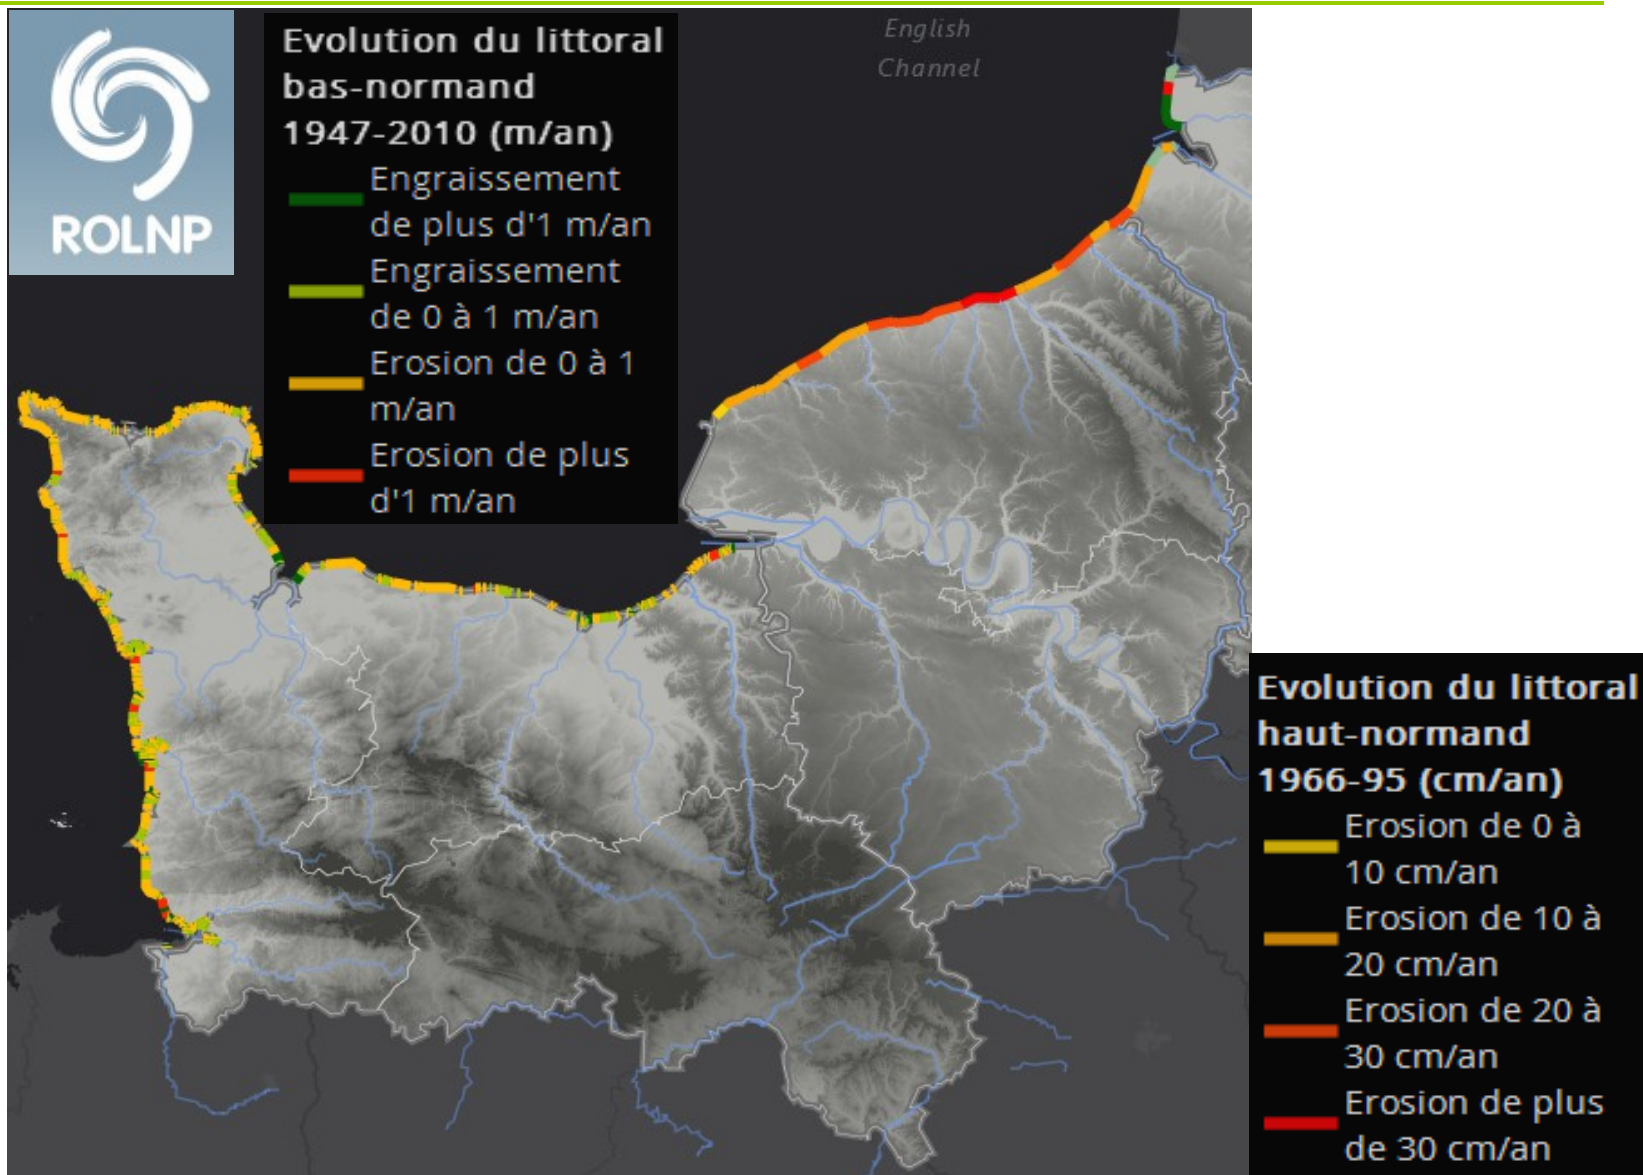 ROLNP
Evolution du littoral
bas-normand
1947-2010 (m/an)
Engraissement
de plus d'1 m/an
Engraissement
de 0 à 1 m/an
Erosion de 0 à 1
m/an
Erosion de plus
d'1 m/an
English
Channel
Evolution du littoral
haut-normand
1966-95 (cm/an)
Erosion de 0 à
10 cm/an
Erosion de 10 à
20 cm/an
Erosion de 20 à
30 cm/an
Erosion de plus
de 30 cm/an